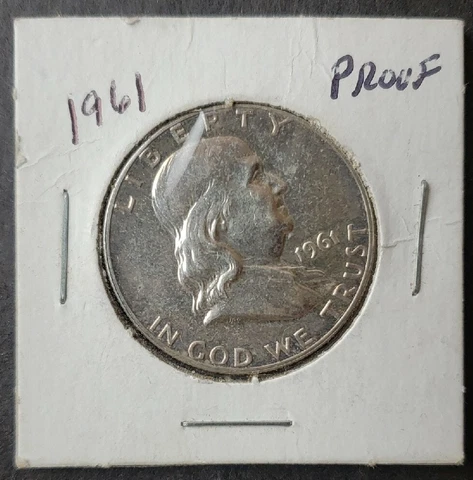 1961 PROOF
LIBERTY
1961
IN GOD WE TRUST